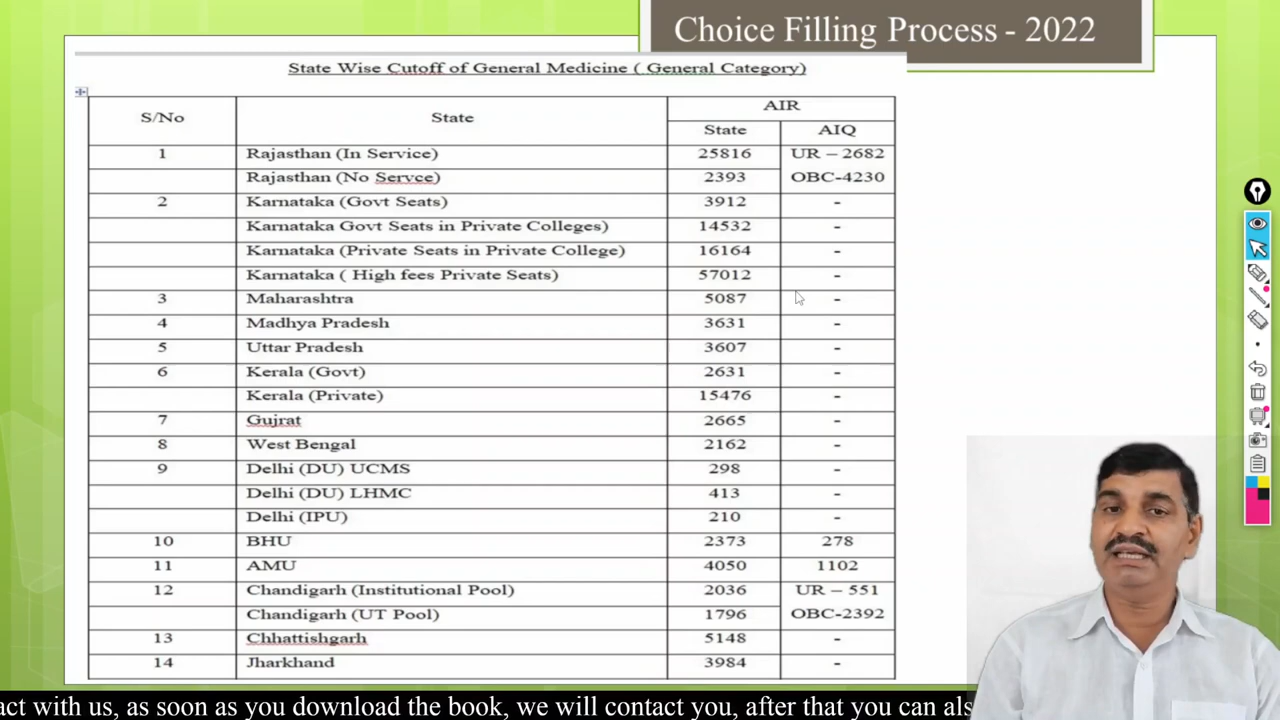 Choice Filling Process - 2022
State Wise Cutoff of General Medicine ( General Category)
S/No State AIR
State AIQ
1 Rajasthan (In Service) 25816 UR – 2682
Rajasthan (No Servce) 2393 OBC-4230
2 Karnataka (Govt Seats) 3912 -
Karnataka Govt Seats in Private Colleges) 14532 -
Karnataka (Private Seats in Private College) 16164 -
Karnataka ( High fees Private Seats) 57012 -
3 Maharashtra 5087 -
4 Madhya Pradesh 3631 -
5 Uttar Pradesh 3607 -
6 Kerala (Govt) 2631 -
Kerala (Private) 15476 -
7 Gujrat 2665 -
8 West Bengal 2162 -
9 Delhi (DU) UCMS 298 -
Delhi (DU) LHMC 413 -
Delhi (IPU) 210 -
10 BHU 2373 278
11 AMU 4050 1102
12 Chandigarh (Institutional Pool) 2036 UR – 551
Chandigarh (UT Pool) 1796 OBC-2392
13 Chhattishgarh 5148 -
14 Jharkhand 3984 -
act with us, as soon as you download the book, we will contact you, after that you can als